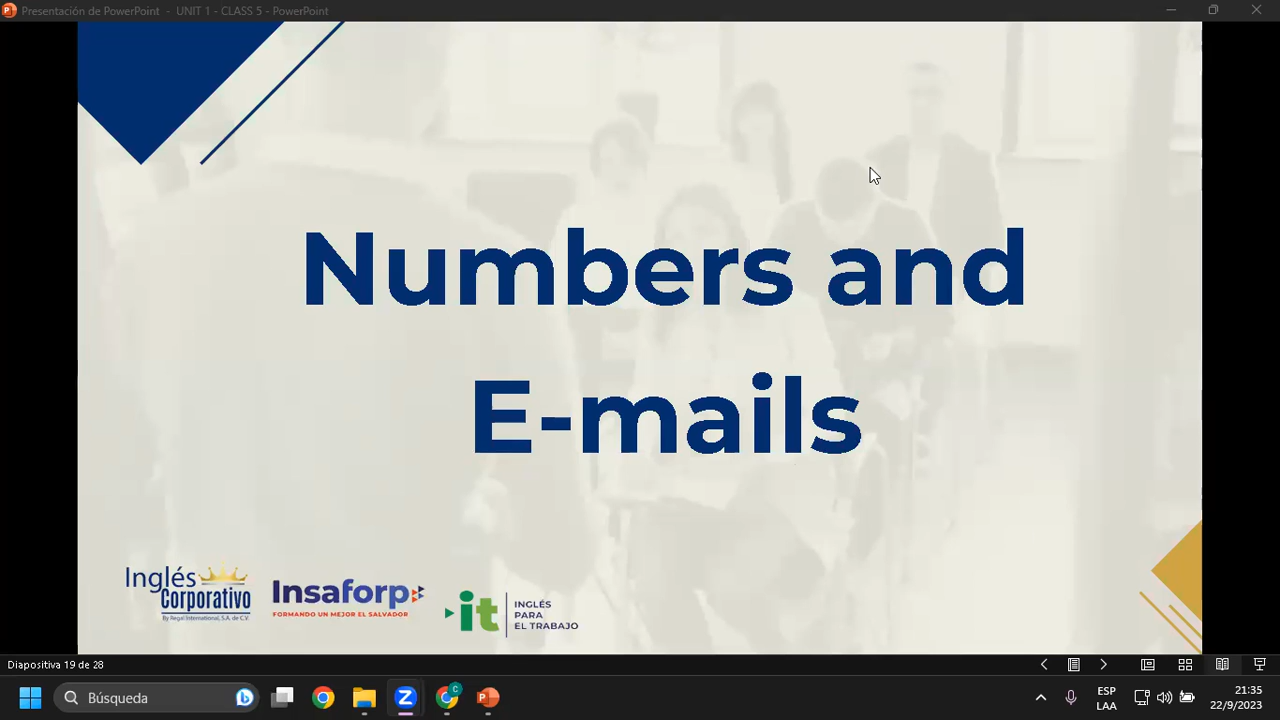 Presentación de PowerPoint - UNIT 1 - CLASS 5 - PowerPoint
Numbers and
E-mails
Inglés
Corporativo
By Regal International, S.A. de C.V.
Insaforp
FORMANDO UN MEJOR EL SALVADOR
it
INGLÉS
PARA
EL TRABAJO
Diapositiva 19 de 28
Búsqueda
ESP
LAA
21:35
22/9/2023